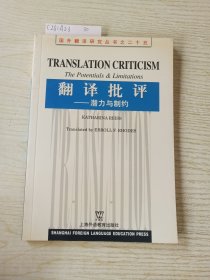 国外翻译研究丛书之二十五
TRANSLATION CRITICISM
The Potentials & Limitations
翻译批评
——潜力与制约
KATHARINA REISS
Translated by ERROLL F. RHODES
上海外语教育出版社
SHANGHAI FOREIGN LANGUAGE EDUCATION PRESS